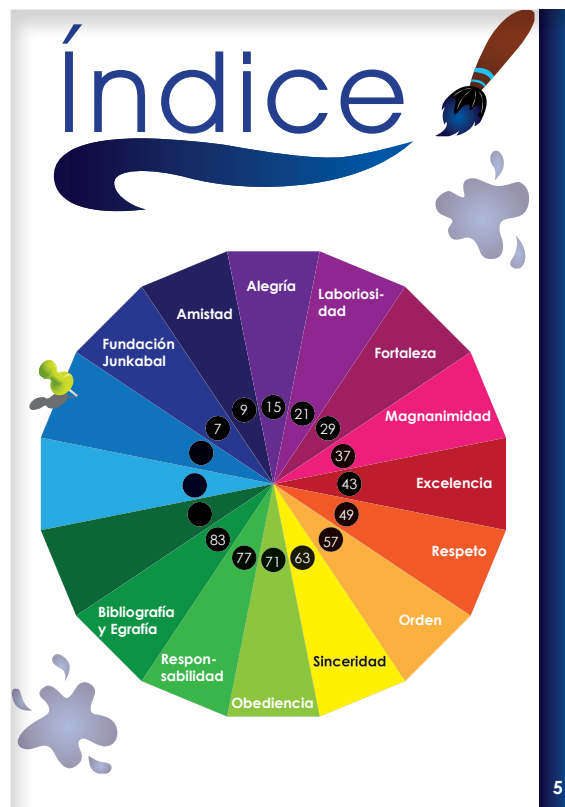 Índice
Fundación
Junkabal
7
Amistad
9
Alegría
15
Laboriosi-
dad
21
Fortaleza
29
Magnanimidad
37
Excelencia
43
Respeto
49
Orden
57
Sinceridad
63
Obediencia
71
Respon-
sabilidad
77
Bibliografía
y Egrafía
83
5